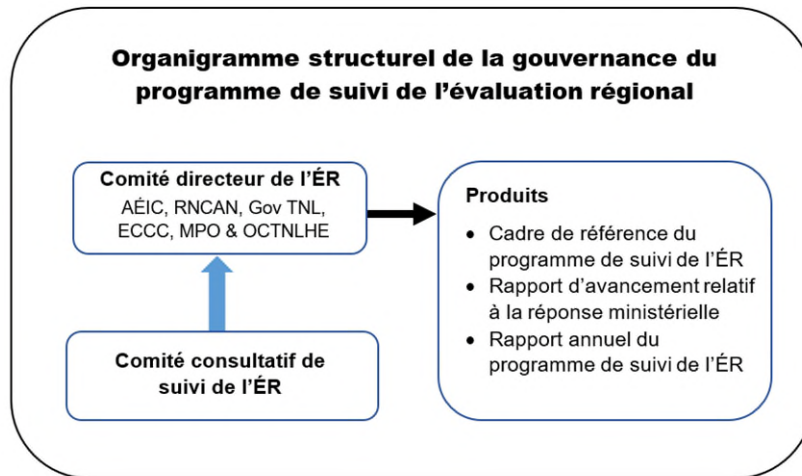 Organigramme structurel de la gouvernance du
programme de suivi de l'évaluation régional
Comité directeur de l'ÉR
AÉIC, RNCAN, Gov TNL,
ECCC, MPO & OCTNLHE
Comité consultatif de
suivi de l'ÉR
Produits
• Cadre de référence du
programme de suivi de l'ÉR
• Rapport d'avancement relatif
à la réponse ministérielle
• Rapport annuel du
programme de suivi de l'ÉR